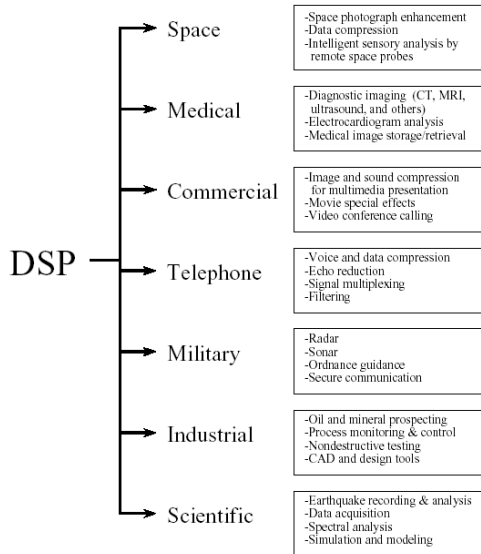 DSP
Space
-Space photograph enhancement
-Data compression
-Intelligent sensory analysis by
remote space probes
Medical
-Diagnostic imaging (CT, MRI,
ultrasound, and others)
-Electrocardiogram analysis
-Medical image storage/retrieval
Commercial
-Image and sound compression
for multimedia presentation
-Movie special effects
-Video conference calling
Telephone
-Voice and data compression
-Echo reduction
-Signal multiplexing
-Filtering
Military
-Radar
-Sonar
-Ordnance guidance
-Secure communication
Industrial
-Oil and mineral prospecting
-Process monitoring & control
-Nondestructive testing
-CAD and design tools
Scientific
-Earthquake recording & analysis
-Data acquisition
-Spectral analysis
-Simulation and modeling